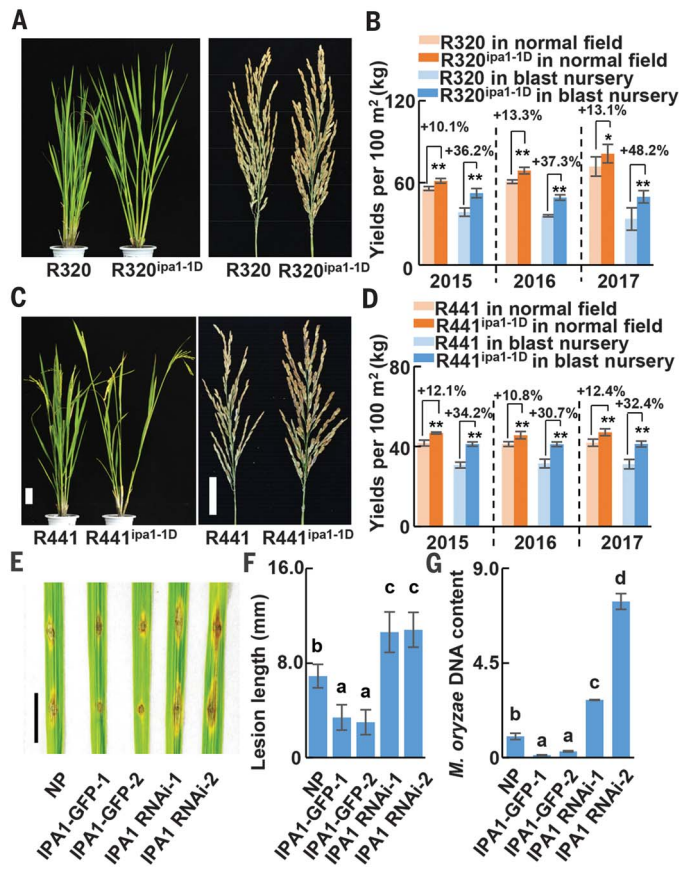 A
R320
R320ipa1-1D
R320
R320ipa1-1D
B
R320 in normal field
R320ipa1-1D in normal field
R320 in blast nursery
R320ipa1-1D in blast nursery
Yields per 100 m2 (kg)
120
60
0
+10.1%
**
+36.2%
**
+13.3%
**
+37.3%
**
+13.1%
*
+48.2%
**
2015
2016
2017
C
R441
R441ipa1-1D
R441
R441ipa1-1D
D
R441 in normal field
R441ipa1-1D in normal field
R441 in blast nursery
R441ipa1-1D in blast nursery
Yields per 100 m2 (kg)
80
40
0
+12.1%
**
+34.2%
**
+10.8%
**
+30.7%
**
+12.4%
**
+32.4%
**
2015
2016
2017
E
NP
IPA1-GFP-1
IPA1-GFP-2
IPA1 RNAi-1
IPA1 RNAi-2
F
Lesion length (mm)
16.0
8.0
0
b
a
a
c
c
NP
IPA1-GFP-1
IPA1-GFP-2
IPA1 RNAi-1
IPA1 RNAi-2
G
M. oryzae DNA content
9.0
4.5
0
b
a
a
c
d
NP
IPA1-GFP-1
IPA1-GFP-2
IPA1 RNAi-1
IPA1 RNAi-2